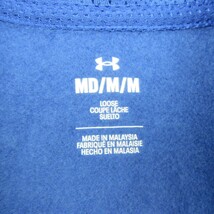 MD/M/M
LOOSE
COUPE LÂCHE
SUELTO
MADE IN MALAYSIA
FABRIQUÉ EN MALAISIE
HECHO EN MALASIA